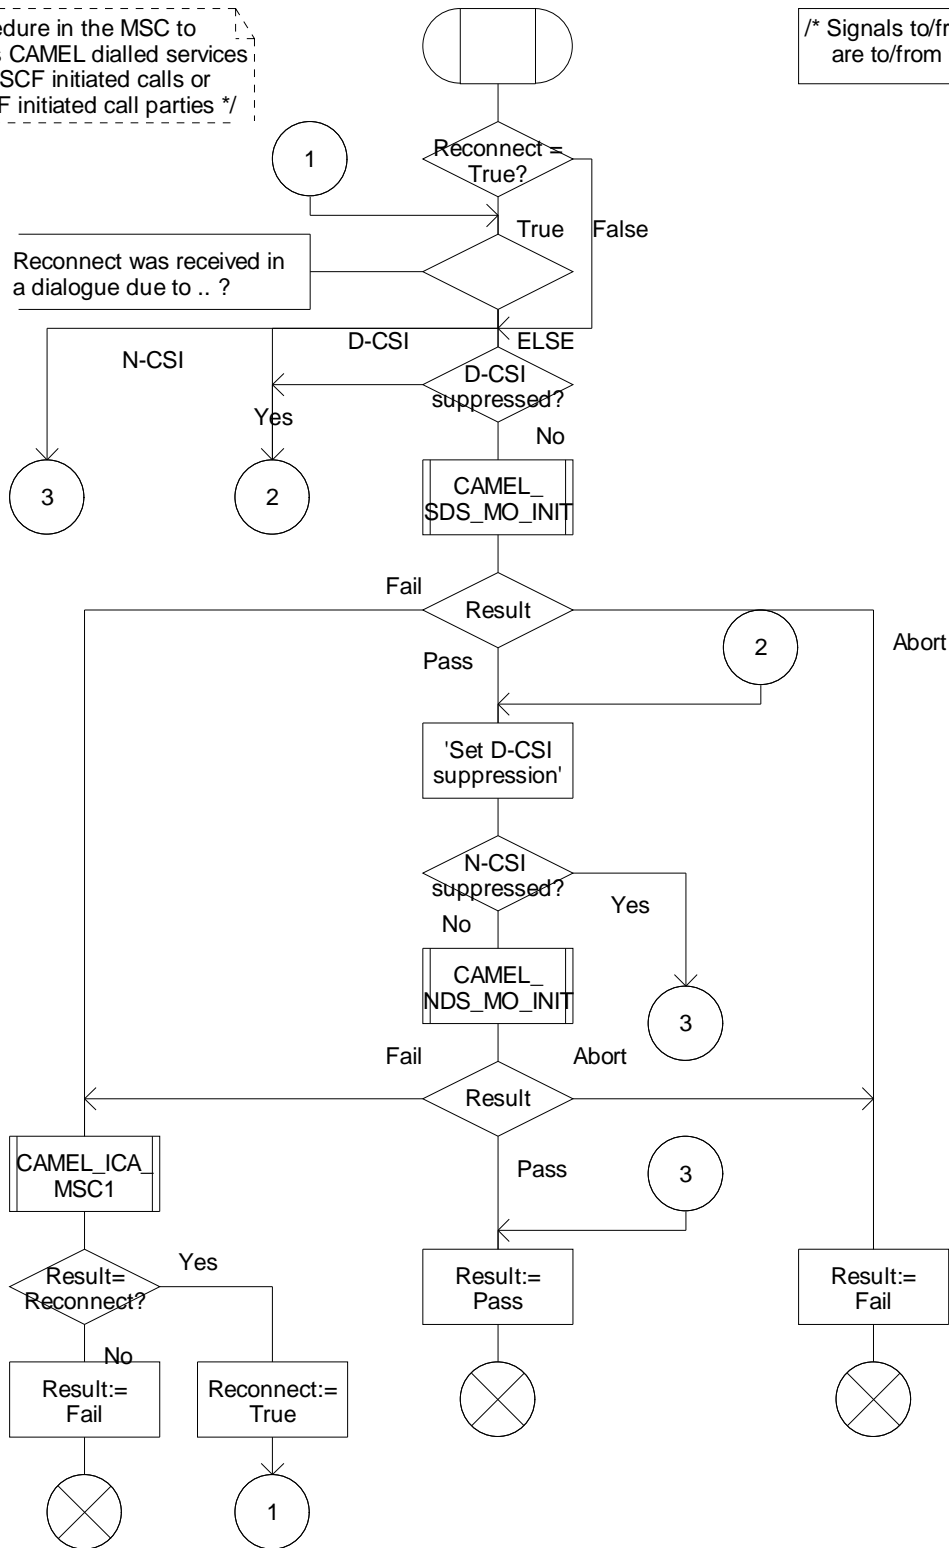 edure in the MSC to
CAMEL dialled services
SCF initiated calls or
F initiated call parties */
/* Signals to/fr
are to/from
Reconnect =
True?
1
True
False
Reconnect was received in
a dialogue due to .. ?
N-CSI
D-CSI
ELSE
D-CSI
suppressed?
Yes
No
3
2
CAMEL_
SDS_MO_INIT
Fail
Result
Abort
Pass
2
'Set D-CSI
suppression'
N-CSI
suppressed?
Yes
No
CAMEL_
NDS_MO_INIT
3
Fail
Abort
Result
CAMEL_ICA_
MSC1
Pass
3
Result=
Reconnect?
Yes
No
Result:=
Pass
Result:=
Fail
Result:=
Fail
Reconnect:=
True
1